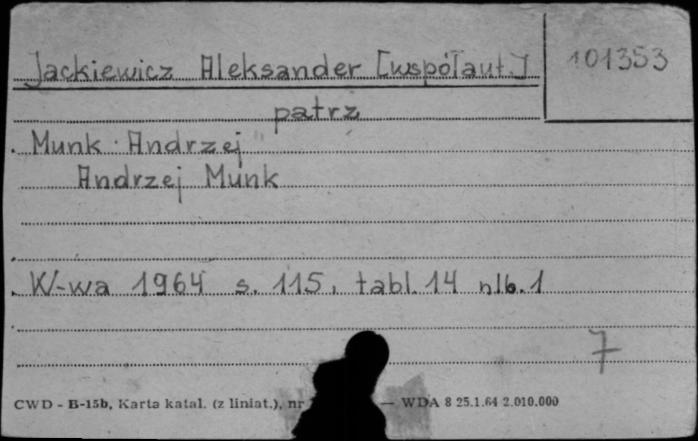 Jackiewicz Aleksander [współaut.] 101353
patrz
Munk Andrzej
Andrzej Munk
W-wa 1964 s. 115, tabl. 14 nlb. 1
7
CWD - B-15b, Karta katal. (z liniat.), nr — WDA 8 25.1.64 2.010.000